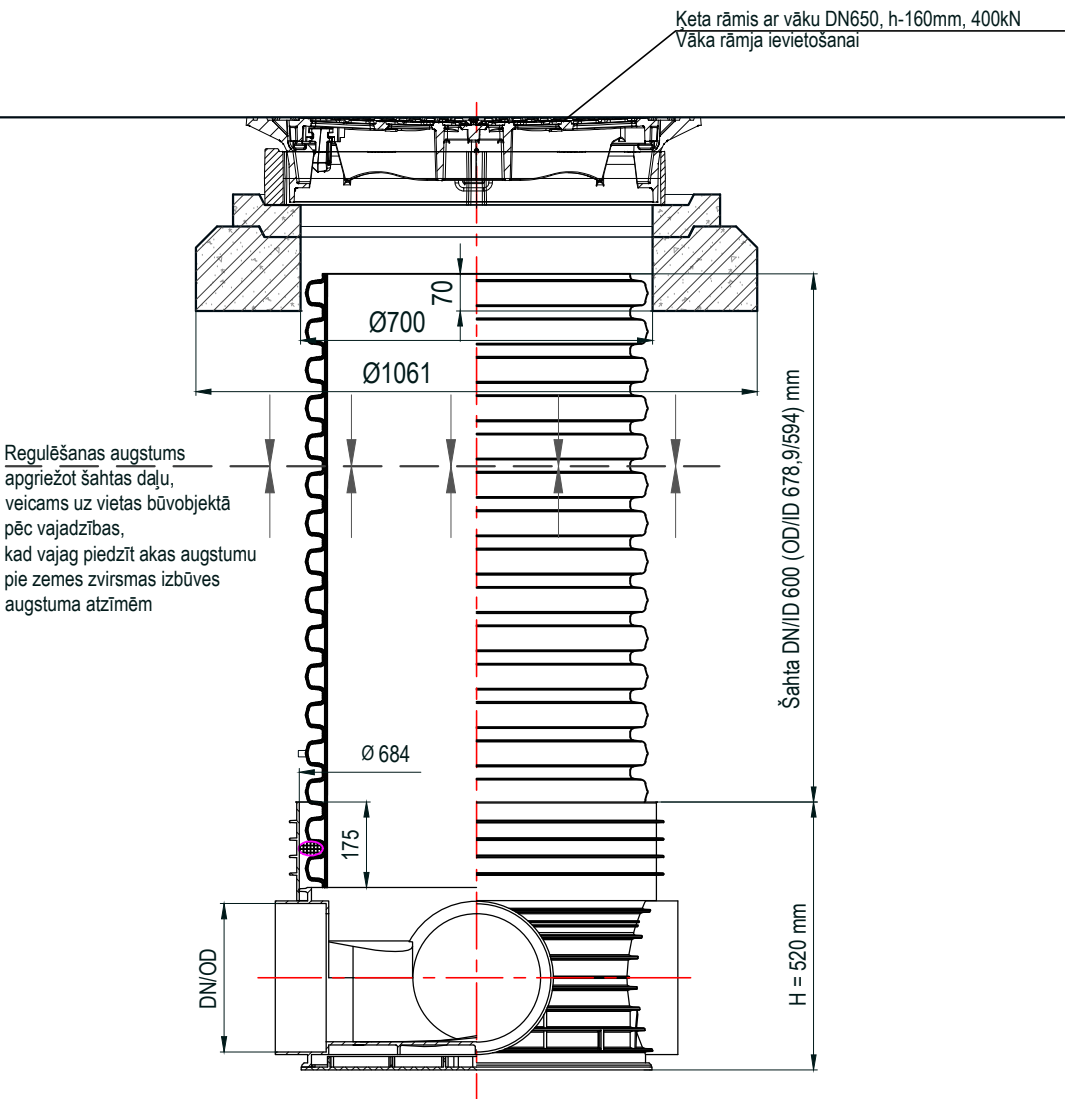 Ķeta rāmis ar vāku DN650, h-160mm, 400kN
Vāka rāmja ievietošanai
70
Ø700
Ø1061
Regulēšanas augstums
apgriežot šahtas daļu,
veicams uz vietas būvobjektā
pēc vajadzības,
kad vajag piedzīt akas augstumu
pie zemes zvirsmas izbūves
augstuma atzīmēm
Šahta DN/ID 600 (OD/ID 678,9/594) mm
Ø 684
175
DN/OD
H = 520 mm